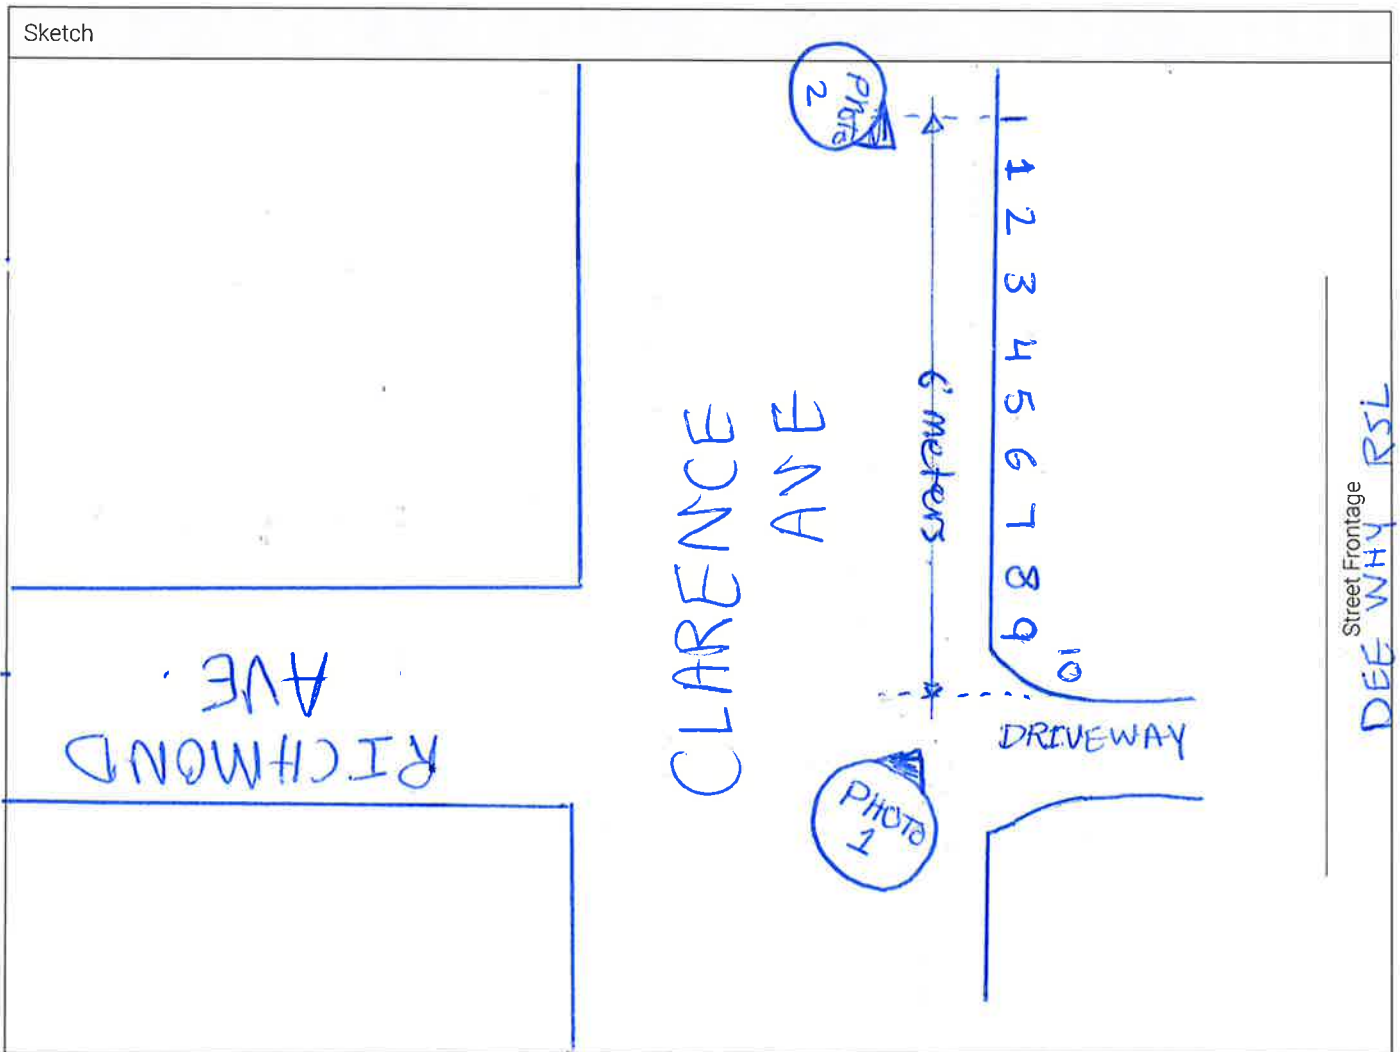 Sketch
Photo
2
1
2
3
4
5
6
7
8
9
10
6 meters
CLARENCE
AVE
RICHMOND
AVE
DRIVEWAY
PHOTO
1
Street Frontage
DEE WHY RSL